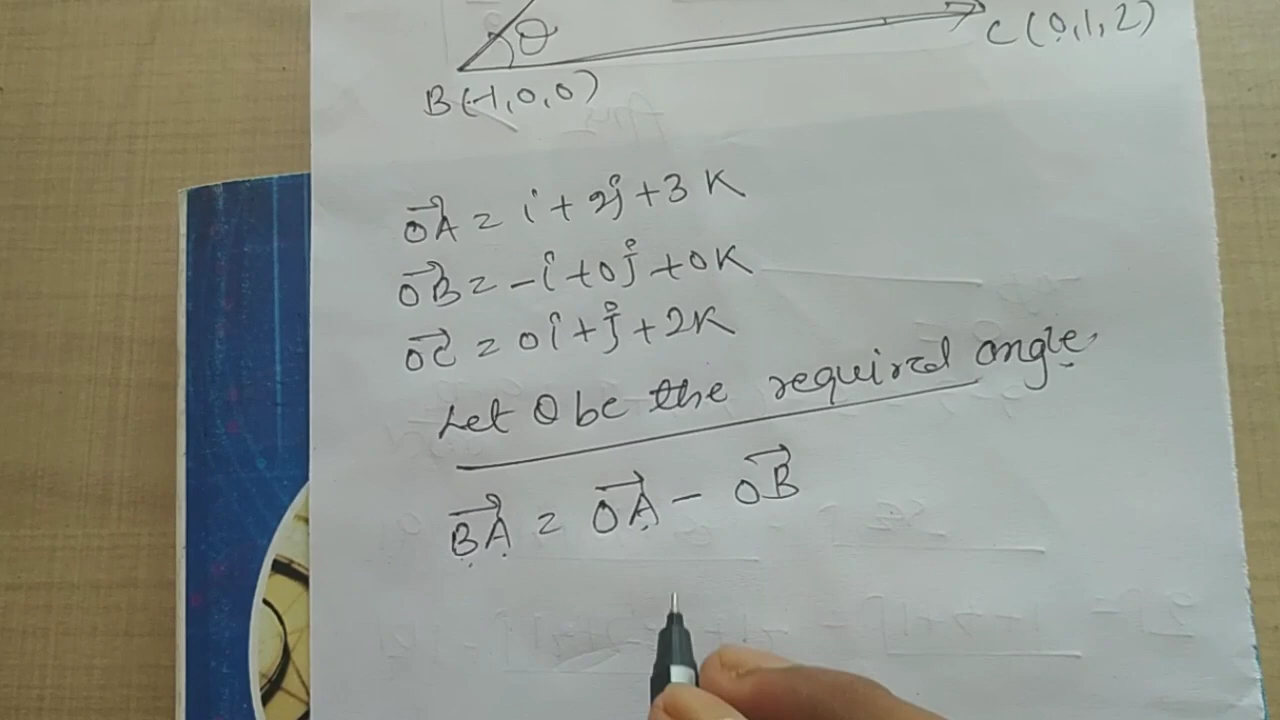 θ
C(0,1,2)
B(-1,0,0)
OA = i + 2j + 3K
OB = -i + 0j + 0K
OC = 0i + j + 2K
Let θ be the required angle.
BA = OA - OB